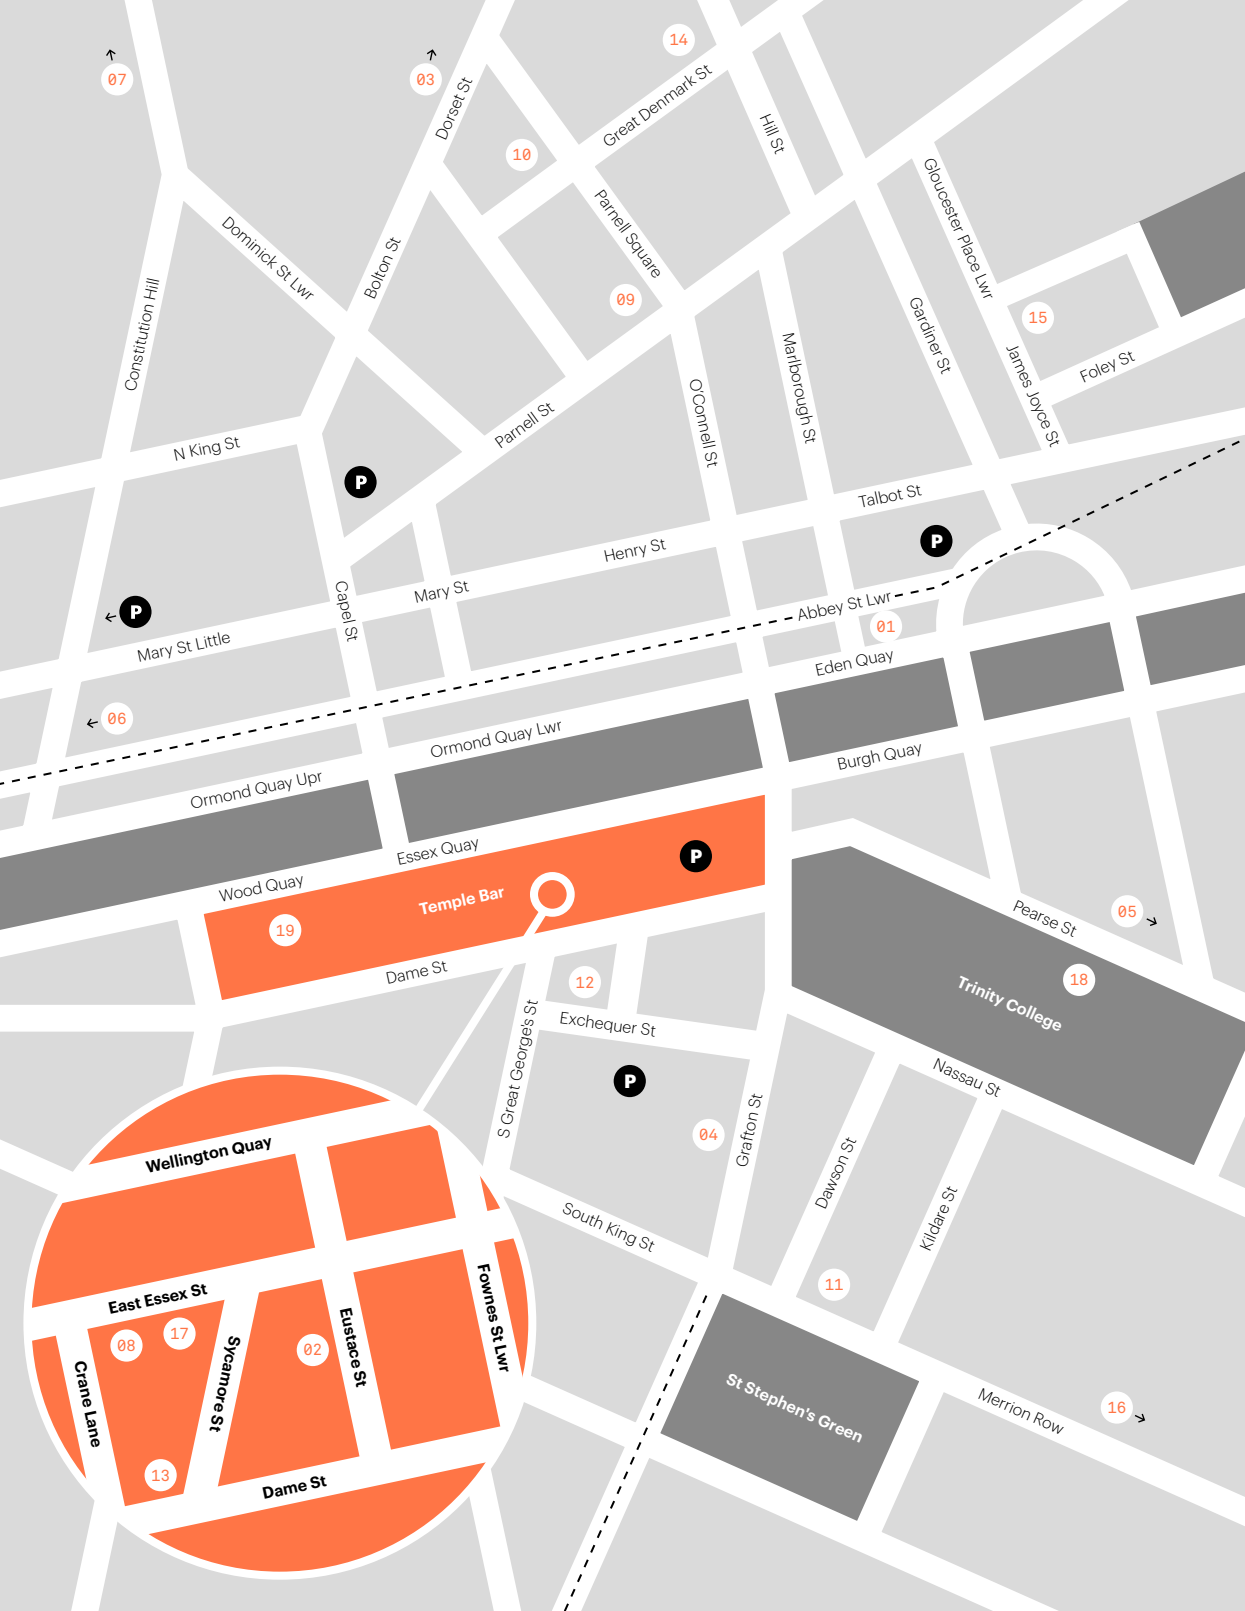 14
07
03
Dorset St
Great Denmark St
Hill St
10
Gloucester Place Lwr
Parnell Square
Dominick St Lwr
Bolton St
Constitution Hill
09
15
Gardiner St
Marlborough St
James Joyce St
Foley St
O'Connell St
Parnell St
N King St
P
Talbot St
P
Henry St
Mary St
Capel St
P
Mary St Little
Abbey St Lwr
01
Eden Quay
06
Ormond Quay Lwr
Burgh Quay
Ormond Quay Upr
Essex Quay
P
Wood Quay
Temple Bar
19
Pearse St
05
Dame St
12
18
Trinity College
Exchequer St
S Great George's St
P
Nassau St
04
Grafton St
Wellington Quay
Dawson St
Kildare St
South King St
11
East Essex St
Fownes St Lwr
08
17
02
Eustace St
Sycamore St
Crane Lane
St Stephen's Green
Merrion Row
16
13
Dame St